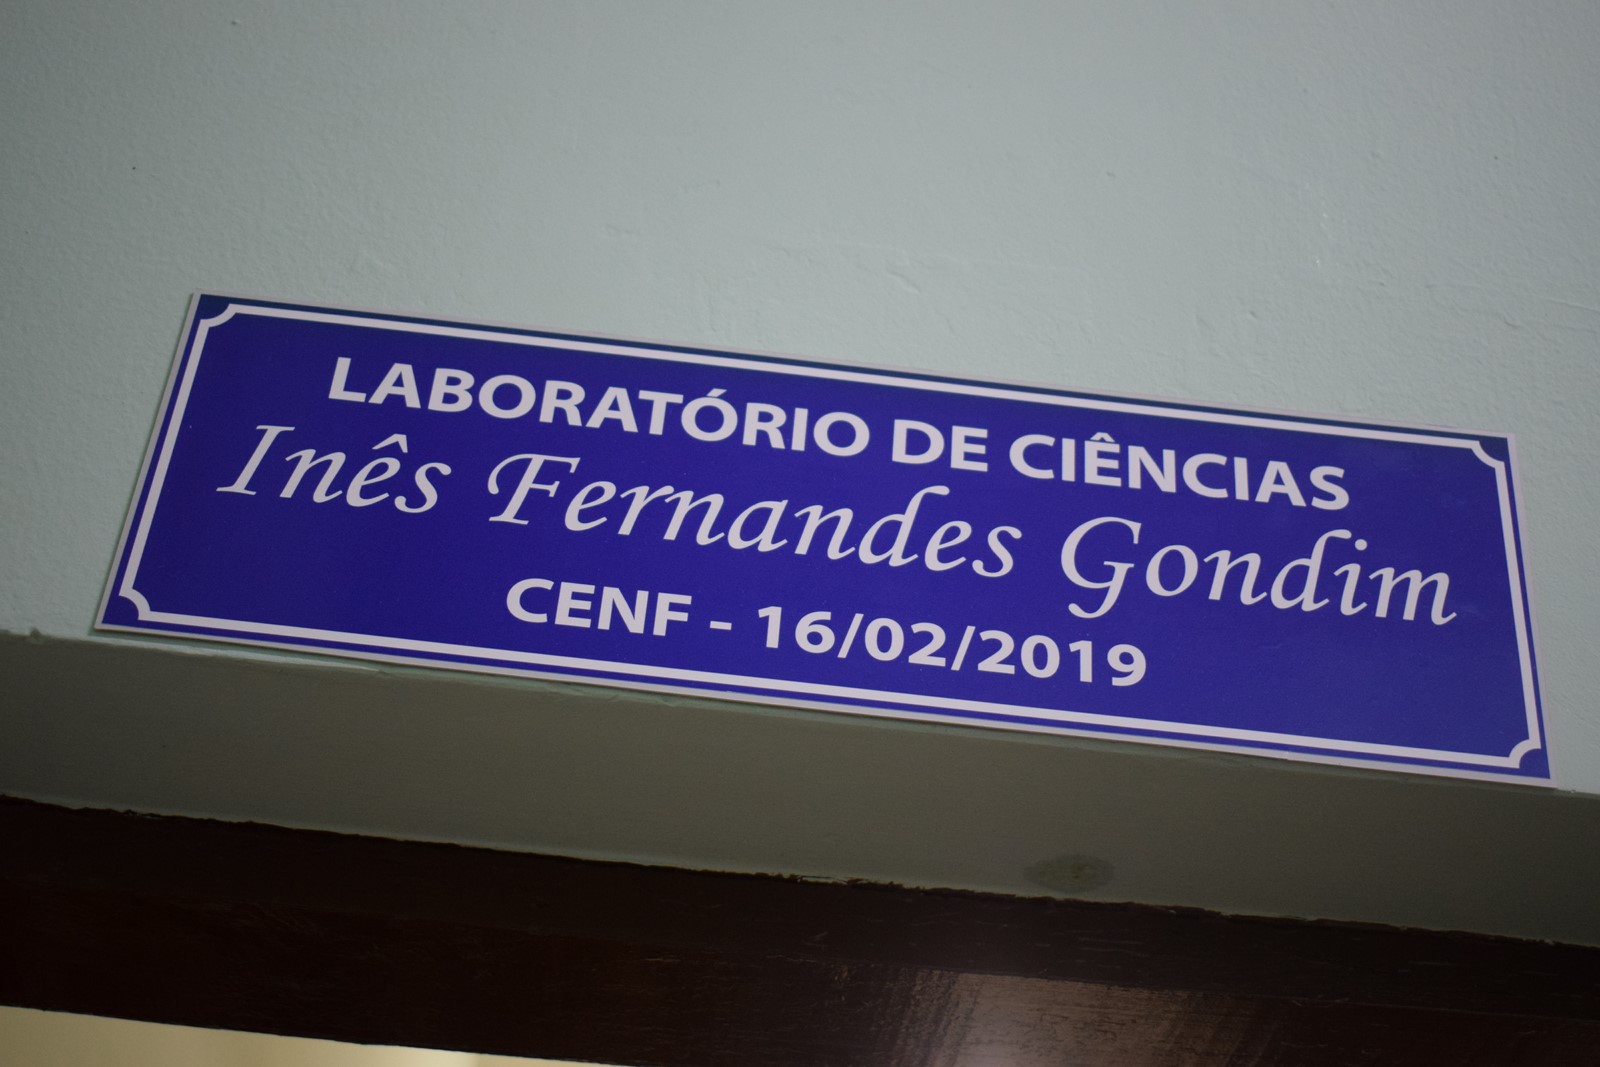 LABORATÓRIO DE CIÊNCIAS
Inês Fernandes Gondim
CENF - 16/02/2019